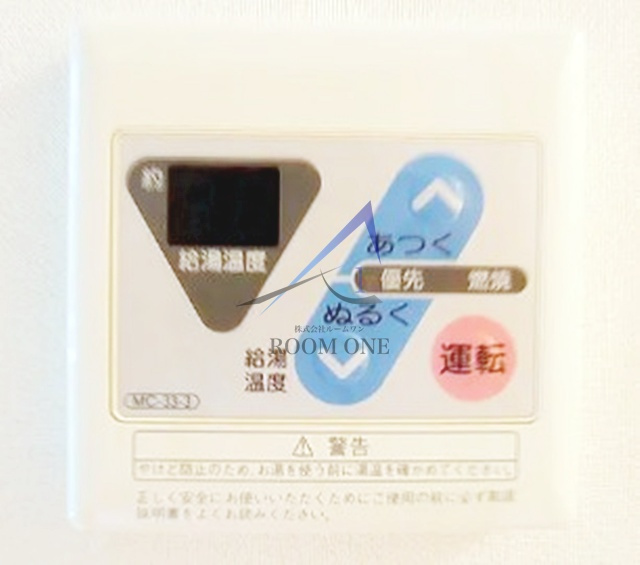 約
給湯温度
あつく
優先 燃焼
ぬるく
株式会社ルームワン
ROOM ONE
給湯
温度
運転
MC-33-2
⚠ 警告
やけど防止のため、お湯を使う前に湯温を確かめてください。
正しく安全にお使いいただくためにご使用の前に必ず取扱
説明書をよくお読みください。